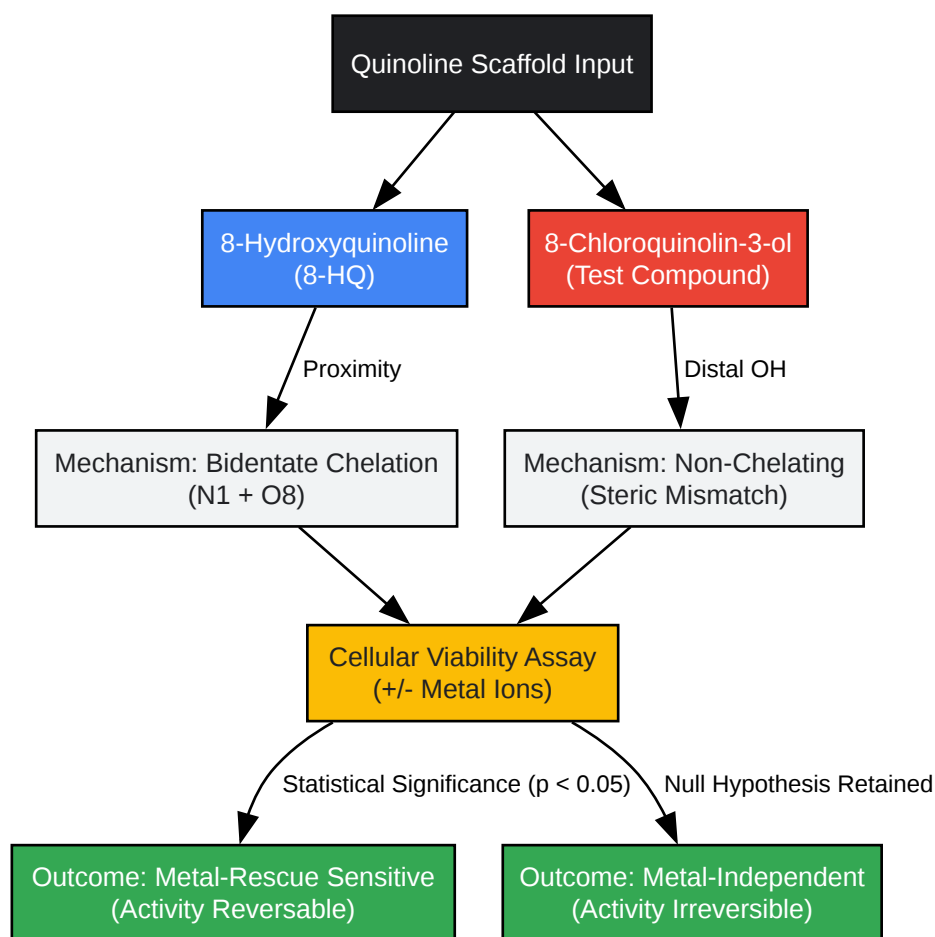 Quinoline Scaffold Input
8-Hydroxyquinoline
(8-HQ)
8-Chloroquinolin-3-ol
(Test Compound)
Proximity
Distal OH
Mechanism: Bidentate Chelation
(N1 + O8)
Mechanism: Non-Chelating
(Steric Mismatch)
Cellular Viability Assay
(+/- Metal Ions)
Statistical Significance (p < 0.05)
Null Hypothesis Retained
Outcome: Metal-Rescue Sensitive
(Activity Reversable)
Outcome: Metal-Independent
(Activity Irreversible)